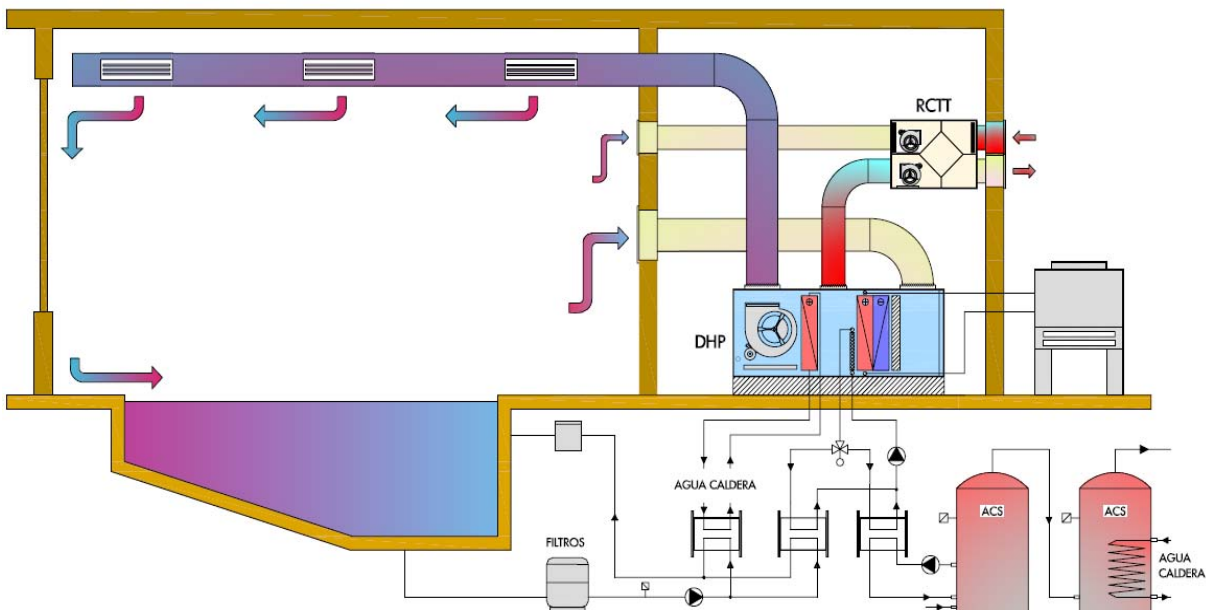 RCTT
DHP
AGUA CALDERA
ACS
ACS
FILTROS
AGUA
CALDERA